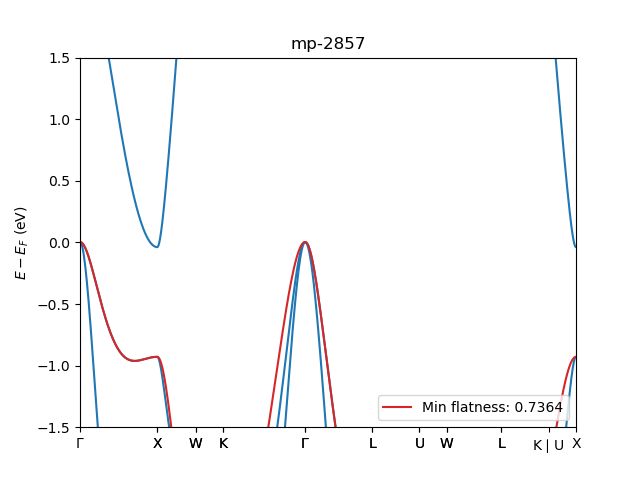 mp-2857
E − E_F (eV)
1.5
1.0
0.5
0.0
−0.5
−1.0
−1.5
Min flatness: 0.7364
Γ X W K Γ L U W L K | U X